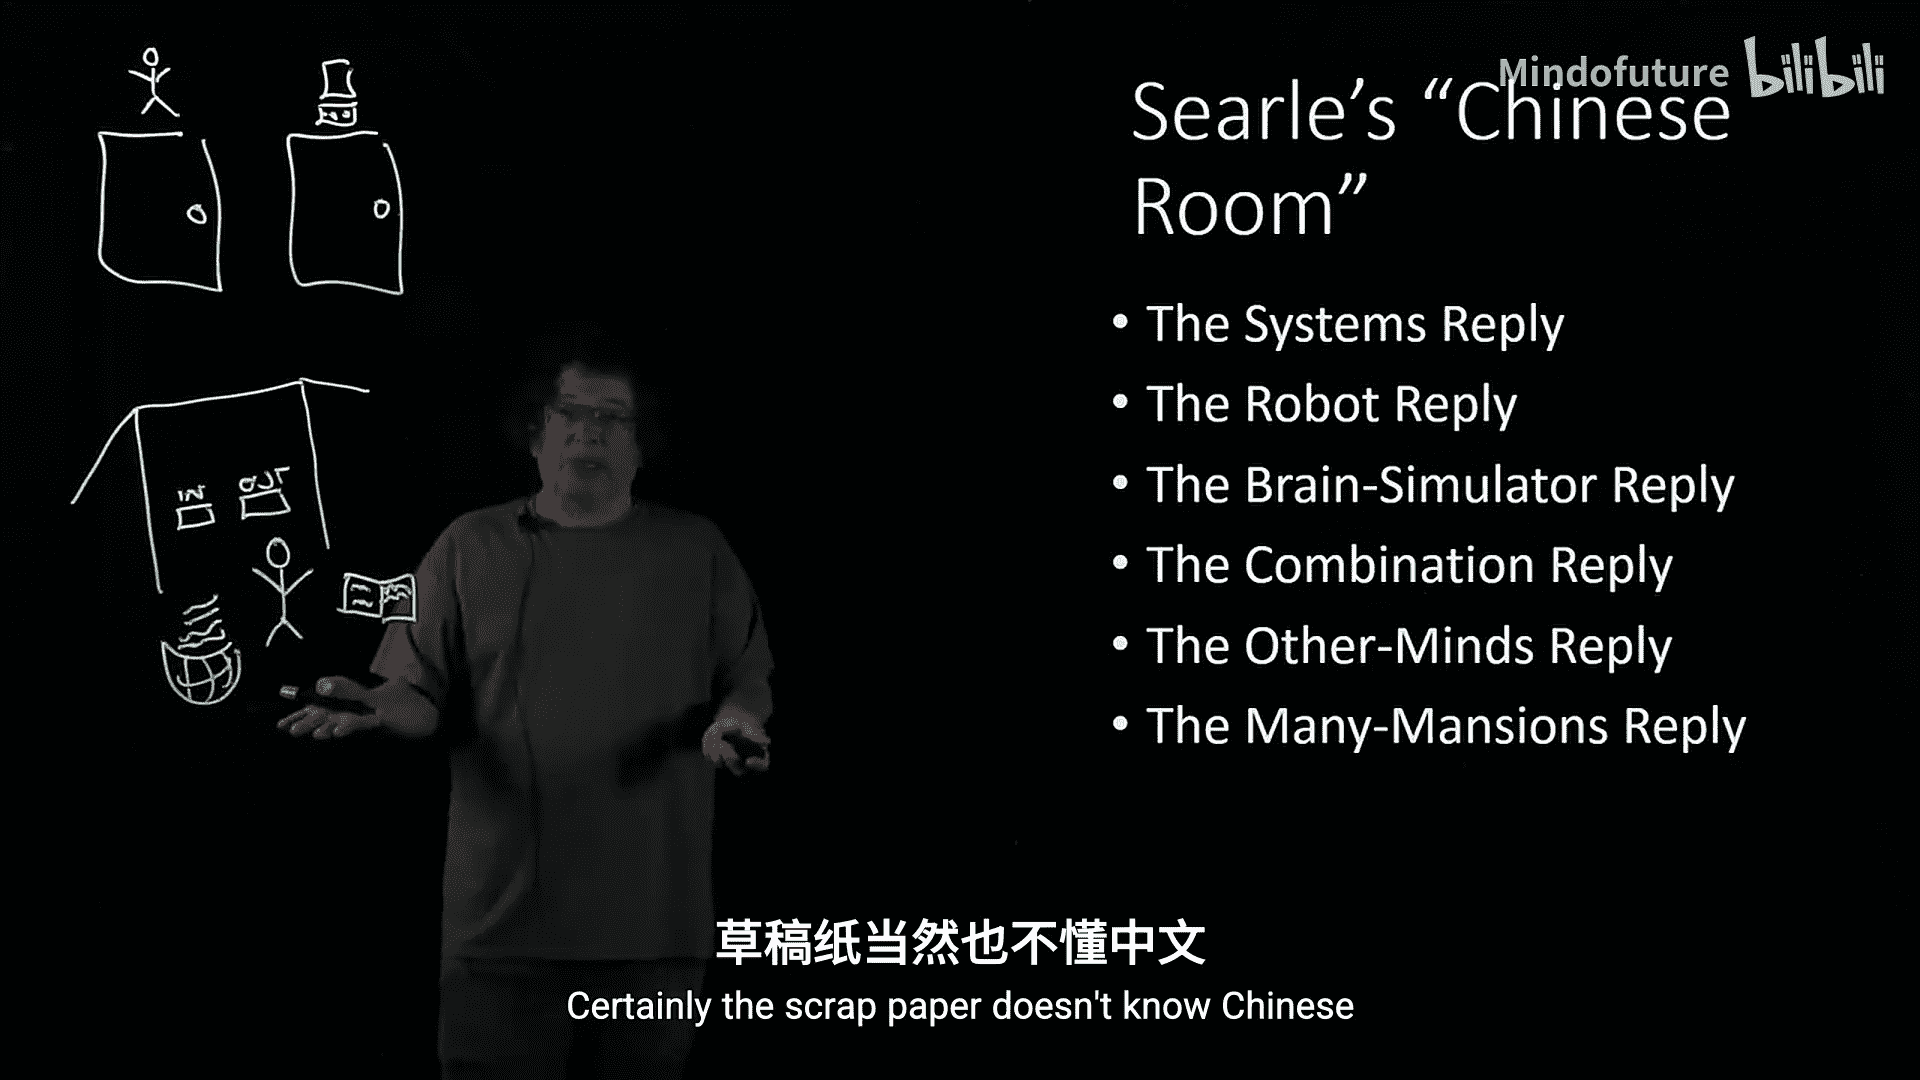 Mindofuture bilibili
Searle’s “Chinese
Room”
• The Systems Reply
• The Robot Reply
• The Brain-Simulator Reply
• The Combination Reply
• The Other-Minds Reply
• The Many-Mansions Reply
IN OUT
草稿纸当然也不懂中文
Certainly the scrap paper doesn't know Chinese